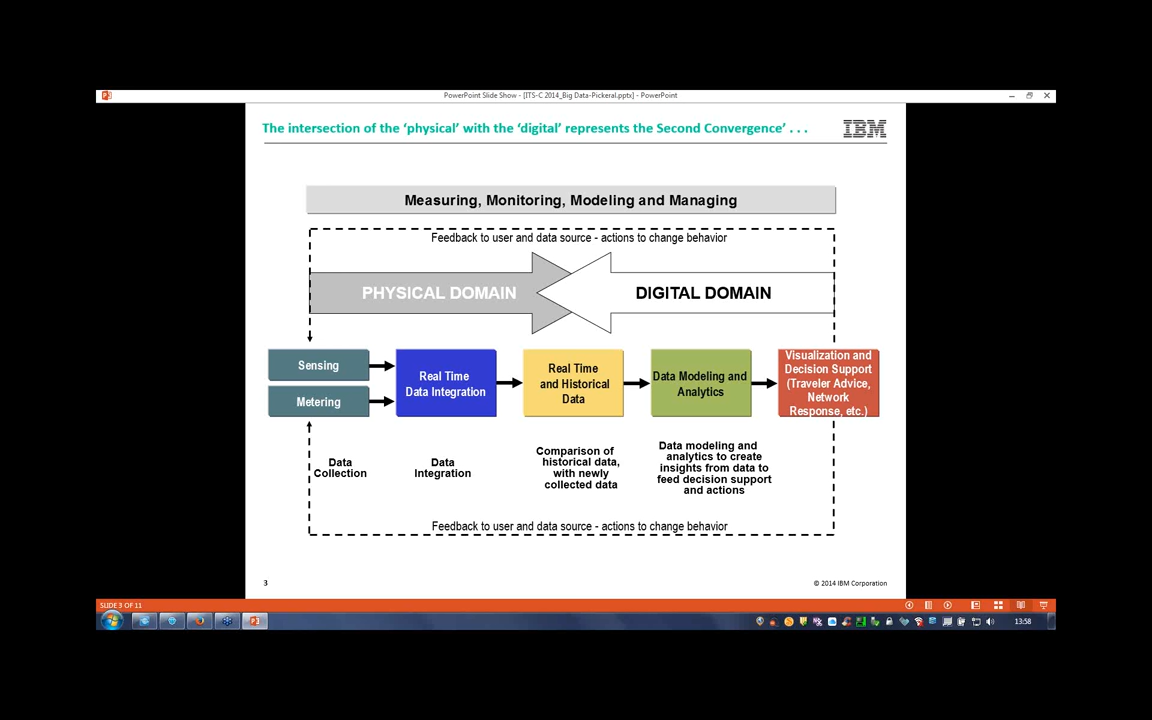 PowerPoint Slide Show - [ITS-C 2014_Big Data-Pickeral.pptx] - PowerPoint
The intersection of the ‘physical’ with the ‘digital’ represents the Second Convergence’ . . .
IBM
Measuring, Monitoring, Modeling and Managing
Feedback to user and data source - actions to change behavior
PHYSICAL DOMAIN
DIGITAL DOMAIN
Sensing
Metering
Real Time
Data Integration
Real Time
and Historical
Data
Data Modeling and
Analytics
Visualization and
Decision Support
(Traveler Advice,
Network
Response, etc.)
Data
Collection
Data
Integration
Comparison of
historical data,
with newly
collected data
Data modeling and
analytics to create
insights from data to
feed decision support
and actions
Feedback to user and data source - actions to change behavior
3
© 2014 IBM Corporation
SLIDE 3 OF 11
13:58